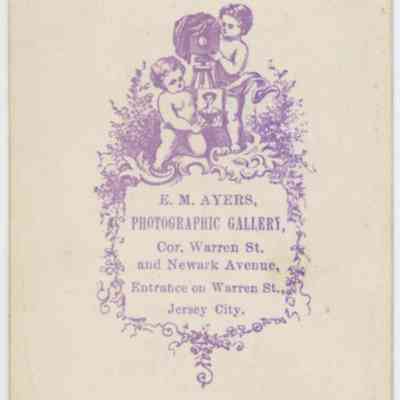 E. M. AYERS,
PHOTOGRAPHIC GALLERY,
Cor. Warren St.
and Newark Avenue,
Entrance on Warren St.,
Jersey City.